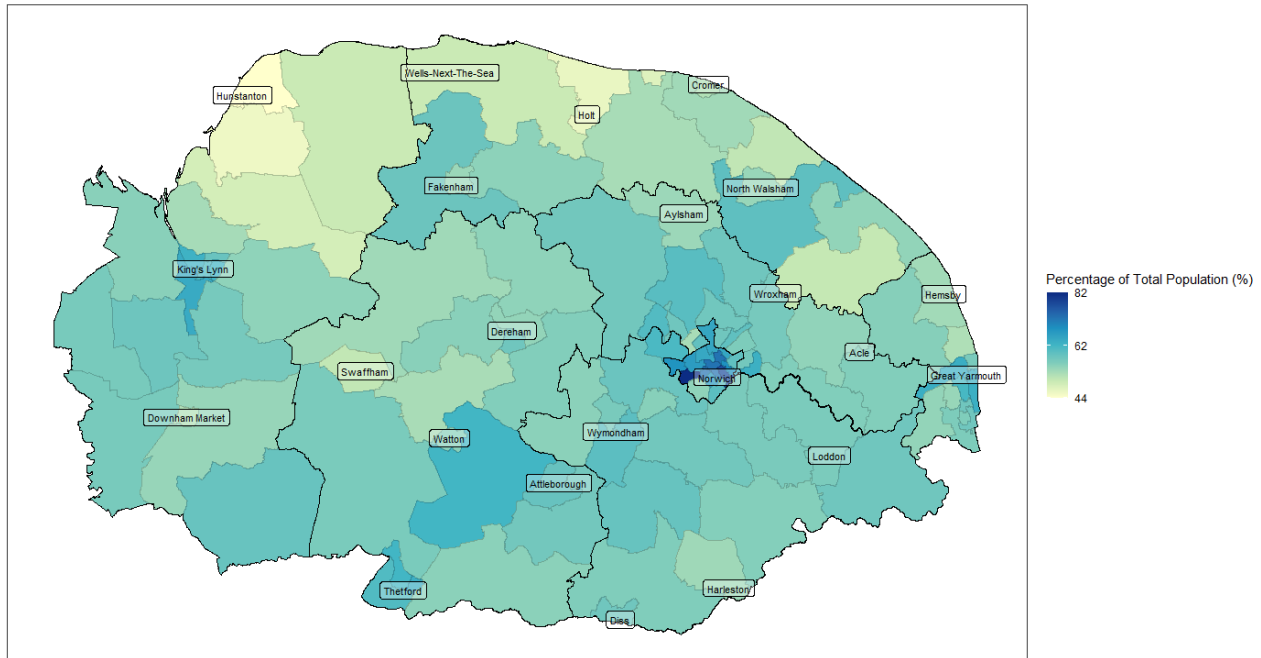 Wells-Next-The-Sea
Cromer
Hunstanton
Holt
Fakenham
North Walsham
Aylsham
King's Lynn
Wroxham
Hemsby
Percentage of Total Population (%)
82
62
44
Dereham
Acle
Swaffham
Norwich
Great Yarmouth
Downham Market
Watton
Wymondham
Loddon
Attleborough
Thetford
Harleston
Diss